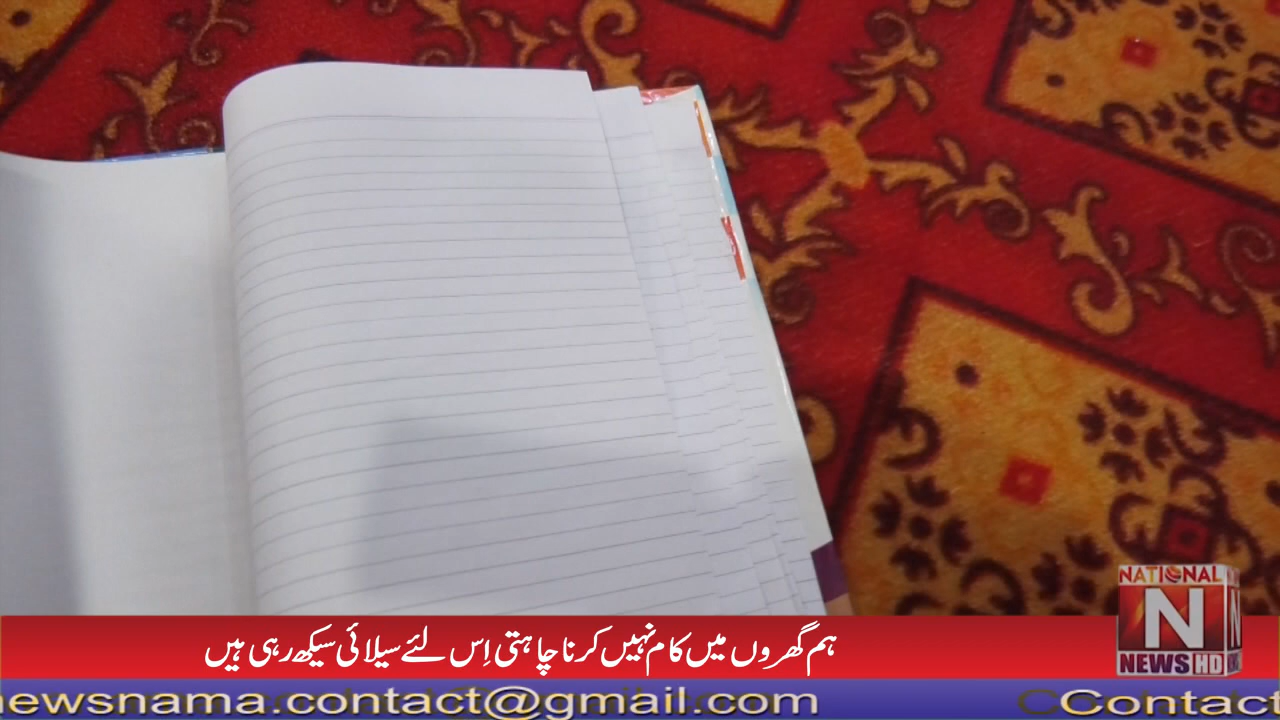 ہم گھروں میں کام نہیں کرنا چاہتی اِس لئے سیلائی سیکھ رہی ہیں
NATIONAL
N
NEWS HD
newsnama.contact@gmail.com
Contact